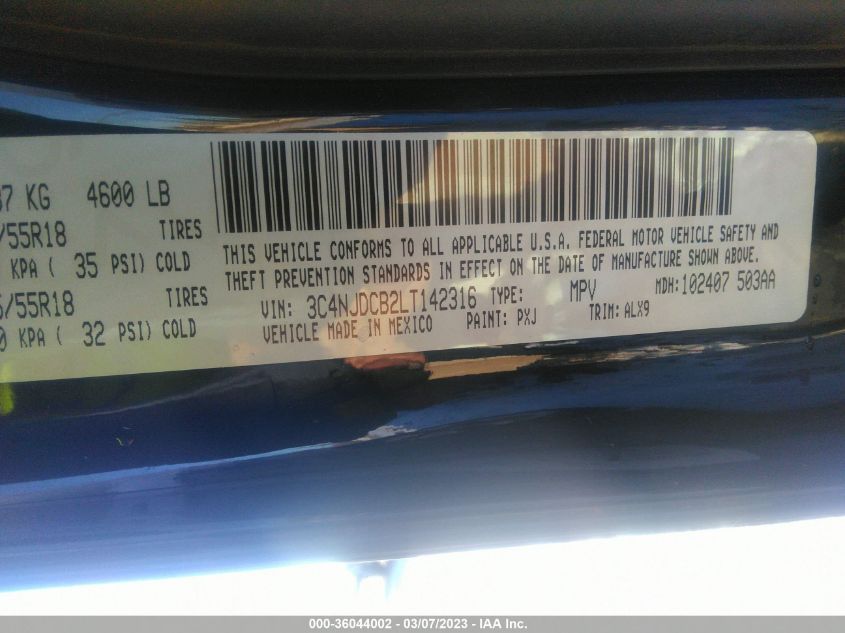 37 KG 4600 LB
/55R18 TIRES
KPA ( 35 PSI) COLD
/55R18 TIRES
0 KPA ( 32 PSI) COLD
THIS VEHICLE CONFORMS TO ALL APPLICABLE U.S.A. FEDERAL MOTOR VEHICLE SAFETY AND
THEFT PREVENTION STANDARDS IN EFFECT ON THE DATE OF MANUFACTURE SHOWN ABOVE.
VIN: 3C4NJDCB2LT142316 TYPE: MPV MDH: 102407 503AA
VEHICLE MADE IN MEXICO PAINT: PXJ TRIM: ALX9
000-36044002 - 03/07/2023 - IAA Inc.